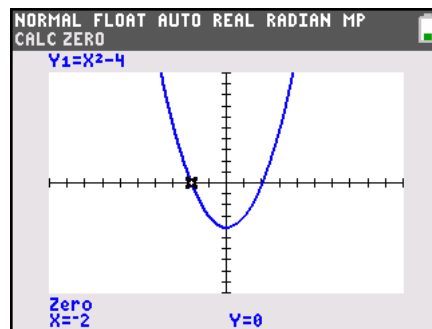 NORMAL FLOAT AUTO REAL RADIAN MP
CALC ZERO
Y₁=X²-4
Zero
X=⁻2 Y=0